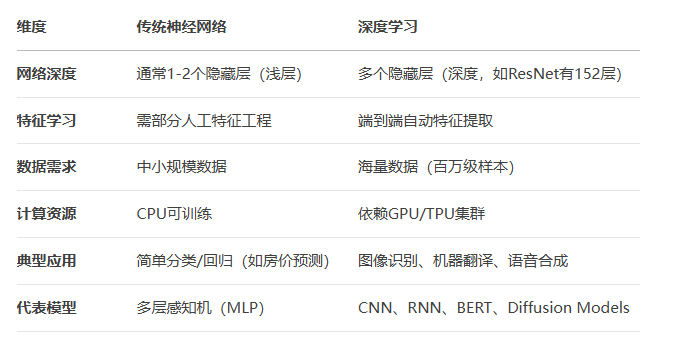 维度 传统神经网络 深度学习
网络深度 通常1-2个隐藏层（浅层） 多个隐藏层（深度，如ResNet有152层）
特征学习 需部分人工特征工程 端到端自动特征提取
数据需求 中小规模数据 海量数据（百万级样本）
计算资源 CPU可训练 依赖GPU/TPU集群
典型应用 简单分类/回归（如房价预测） 图像识别、机器翻译、语音合成
代表模型 多层感知机（MLP） CNN、RNN、BERT、Diffusion Models